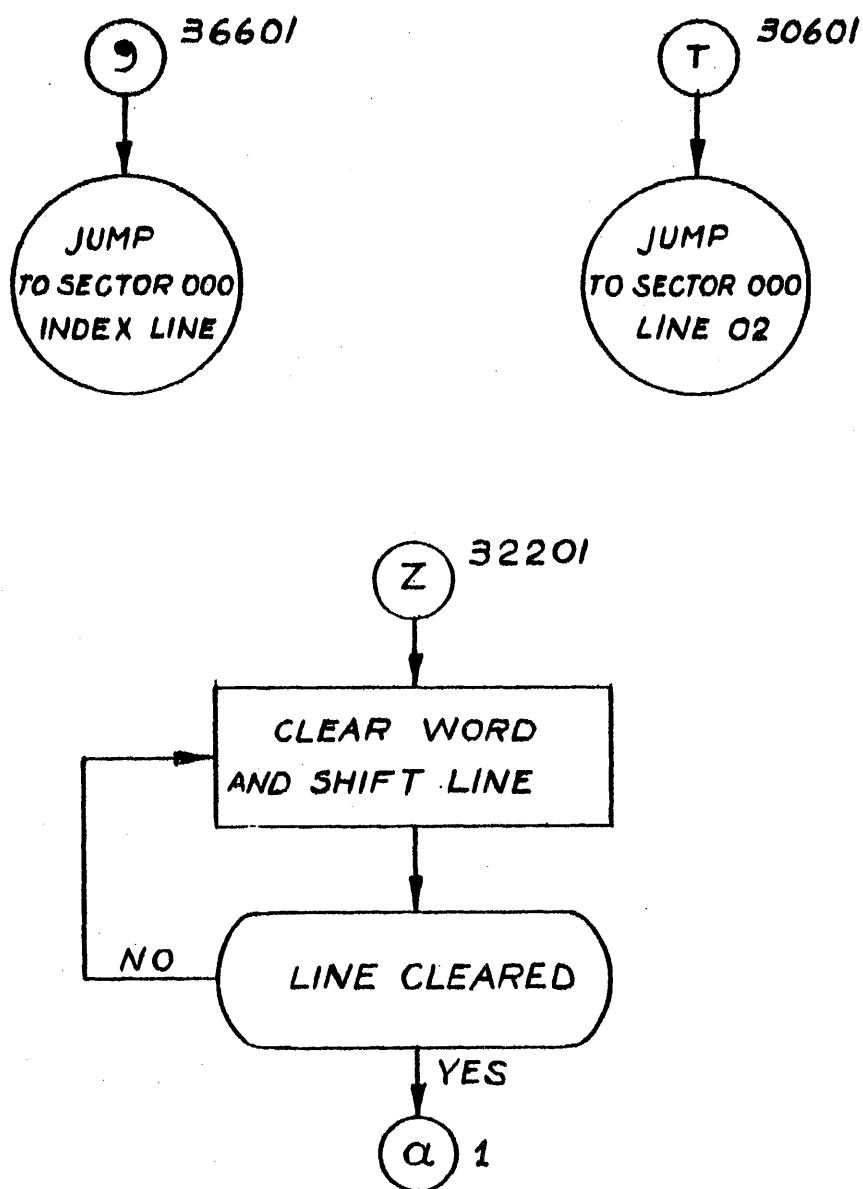 9 36601
JUMP
TO SECTOR 000
INDEX LINE
T 30601
JUMP
TO SECTOR 000
LINE 02
Z 32201
CLEAR WORD
AND SHIFT LINE
NO
LINE CLEARED
YES
a 1